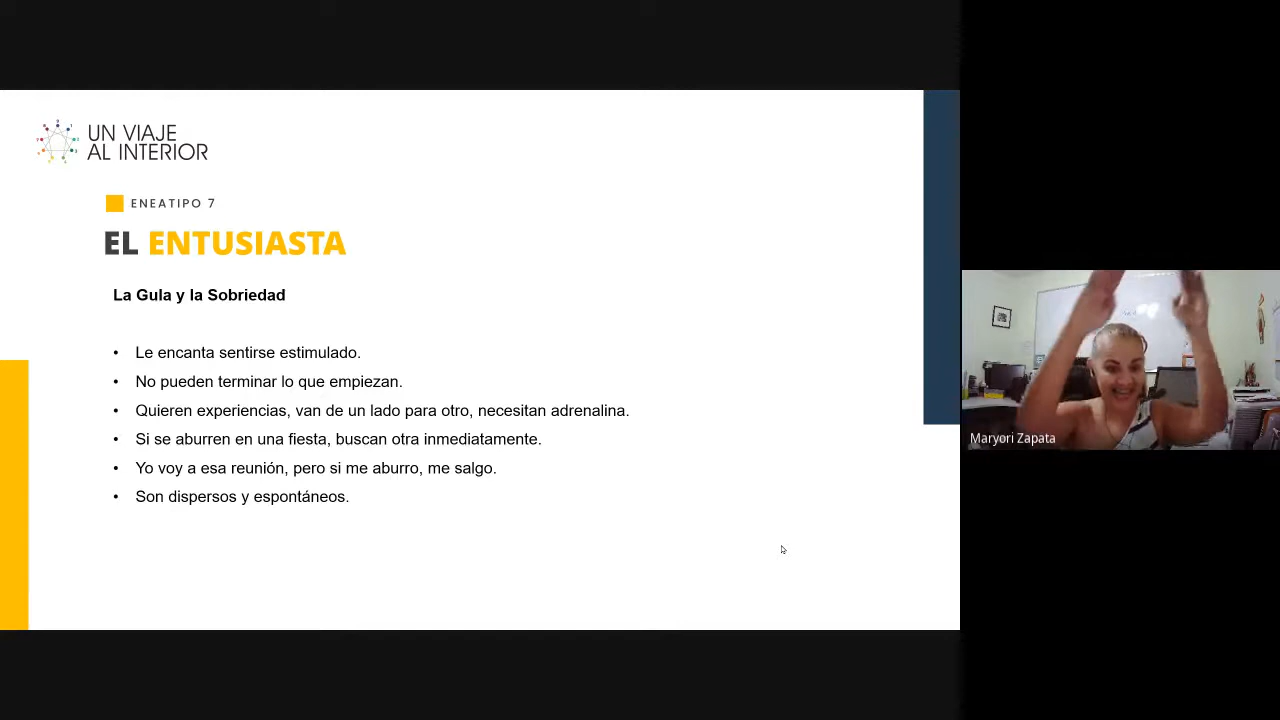 UN VIAJE
AL INTERIOR
ENEATIPO 7
EL ENTUSIASTA
La Gula y la Sobriedad
• Le encanta sentirse estimulado.
• No pueden terminar lo que empiezan.
• Quieren experiencias, van de un lado para otro, necesitan adrenalina.
• Si se aburren en una fiesta, buscan otra inmediatamente.
• Yo voy a esa reunión, pero si me aburro, me salgo.
• Son dispersos y espontáneos.
Maryori Zapata